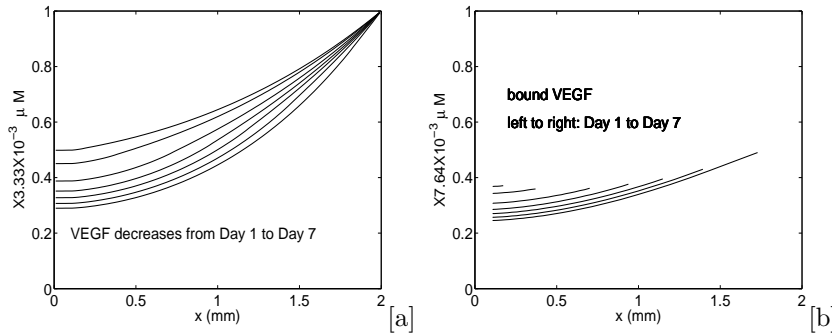 1
0.8
0.6
0.4
0.2
0
X3.33X10⁻³ μ M
VEGF decreases from Day 1 to Day 7
0 0.5 1 1.5 2
x (mm)
[a]
1
0.8
0.6
0.4
0.2
0
X7.64X10⁻³ μ M
bound VEGF
left to right: Day 1 to Day 7
0 0.5 1 1.5 2
x (mm)
[b]